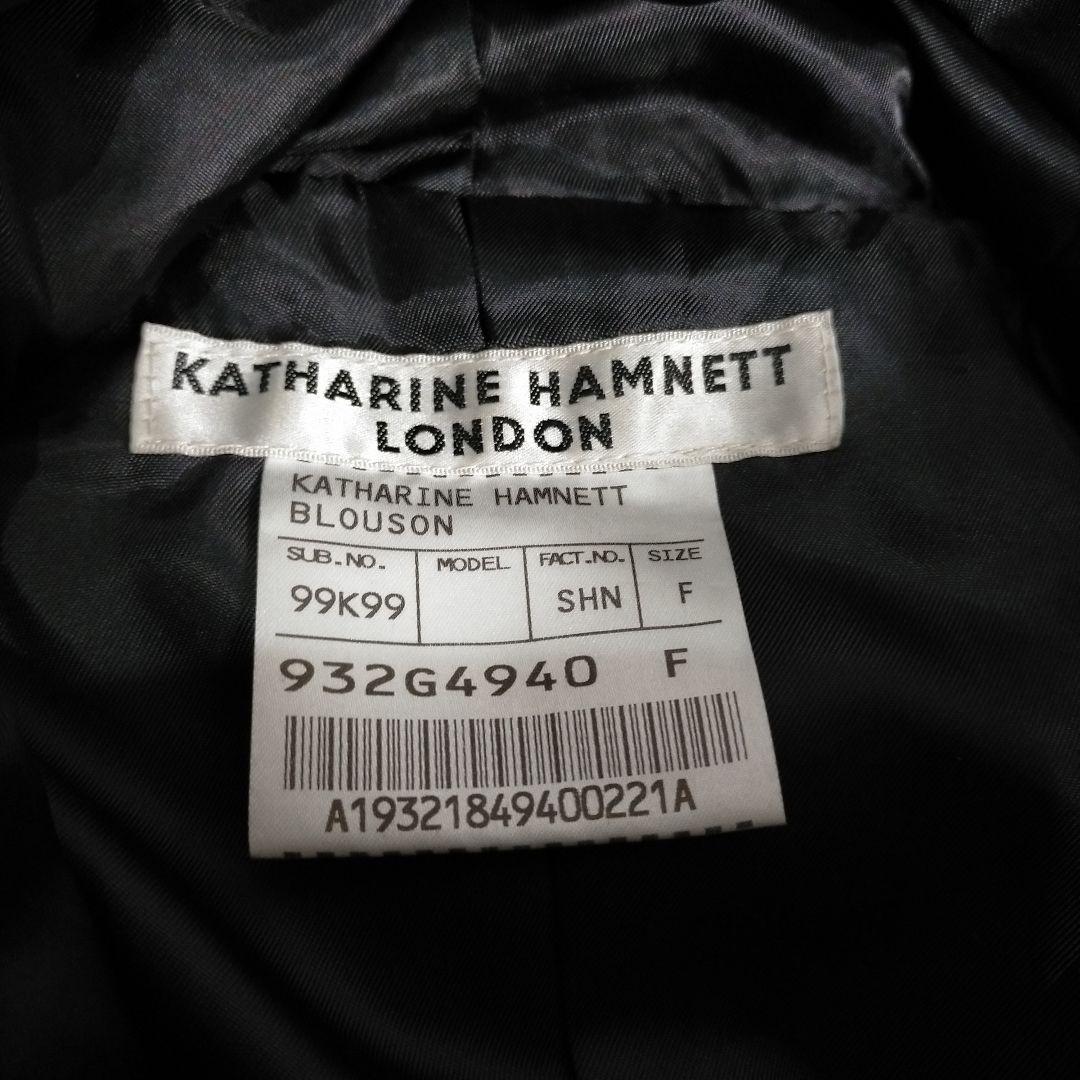 KATHARINE HAMNETT
LONDON
KATHARINE HAMNETT
BLOUSON
SUB.NO. MODEL FACT.NO. SIZE
99K99 SHN F
932G4940 F
A19321849400221A